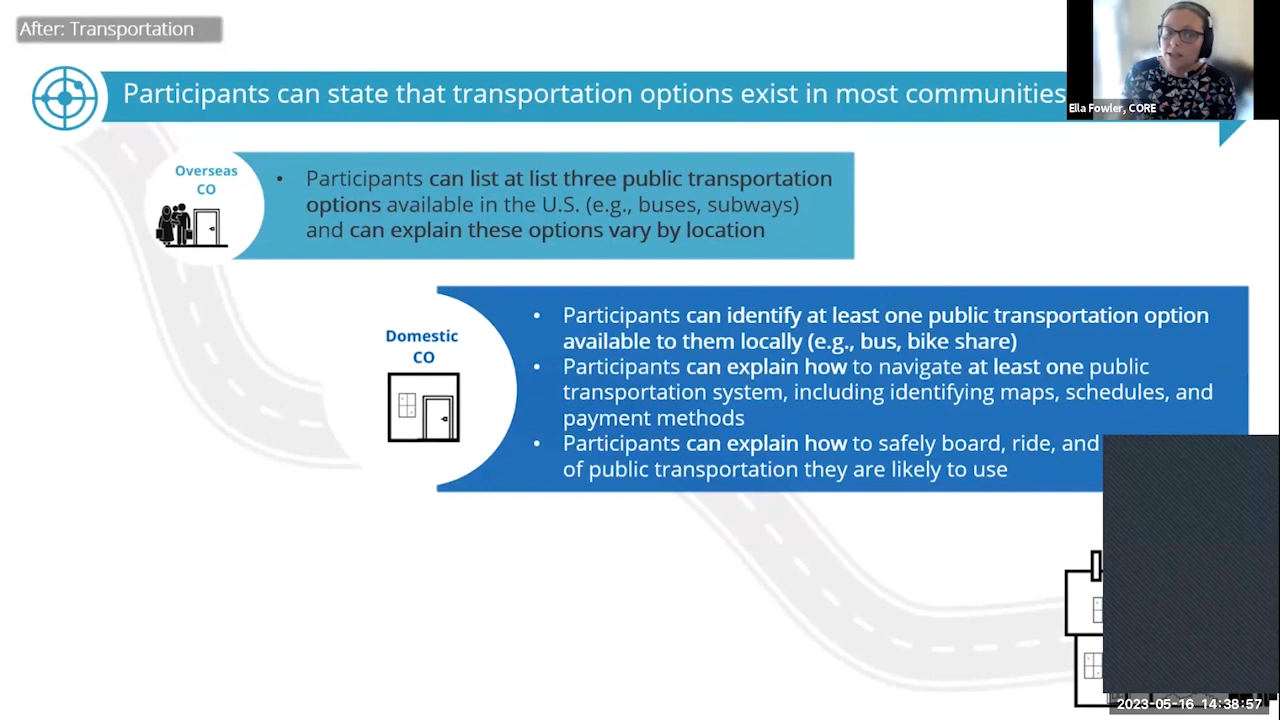 After: Transportation
Participants can state that transportation options exist in most communities
Ella Fowler, CORE
Overseas
CO
• Participants can list at list three public transportation
options available in the U.S. (e.g., buses, subways)
and can explain these options vary by location
Domestic
CO
• Participants can identify at least one public transportation option
available to them locally (e.g., bus, bike share)
• Participants can explain how to navigate at least one public
transportation system, including identifying maps, schedules, and
payment methods
• Participants can explain how to safely board, ride, and
of public transportation they are likely to use
2023-05-16 14:38:57